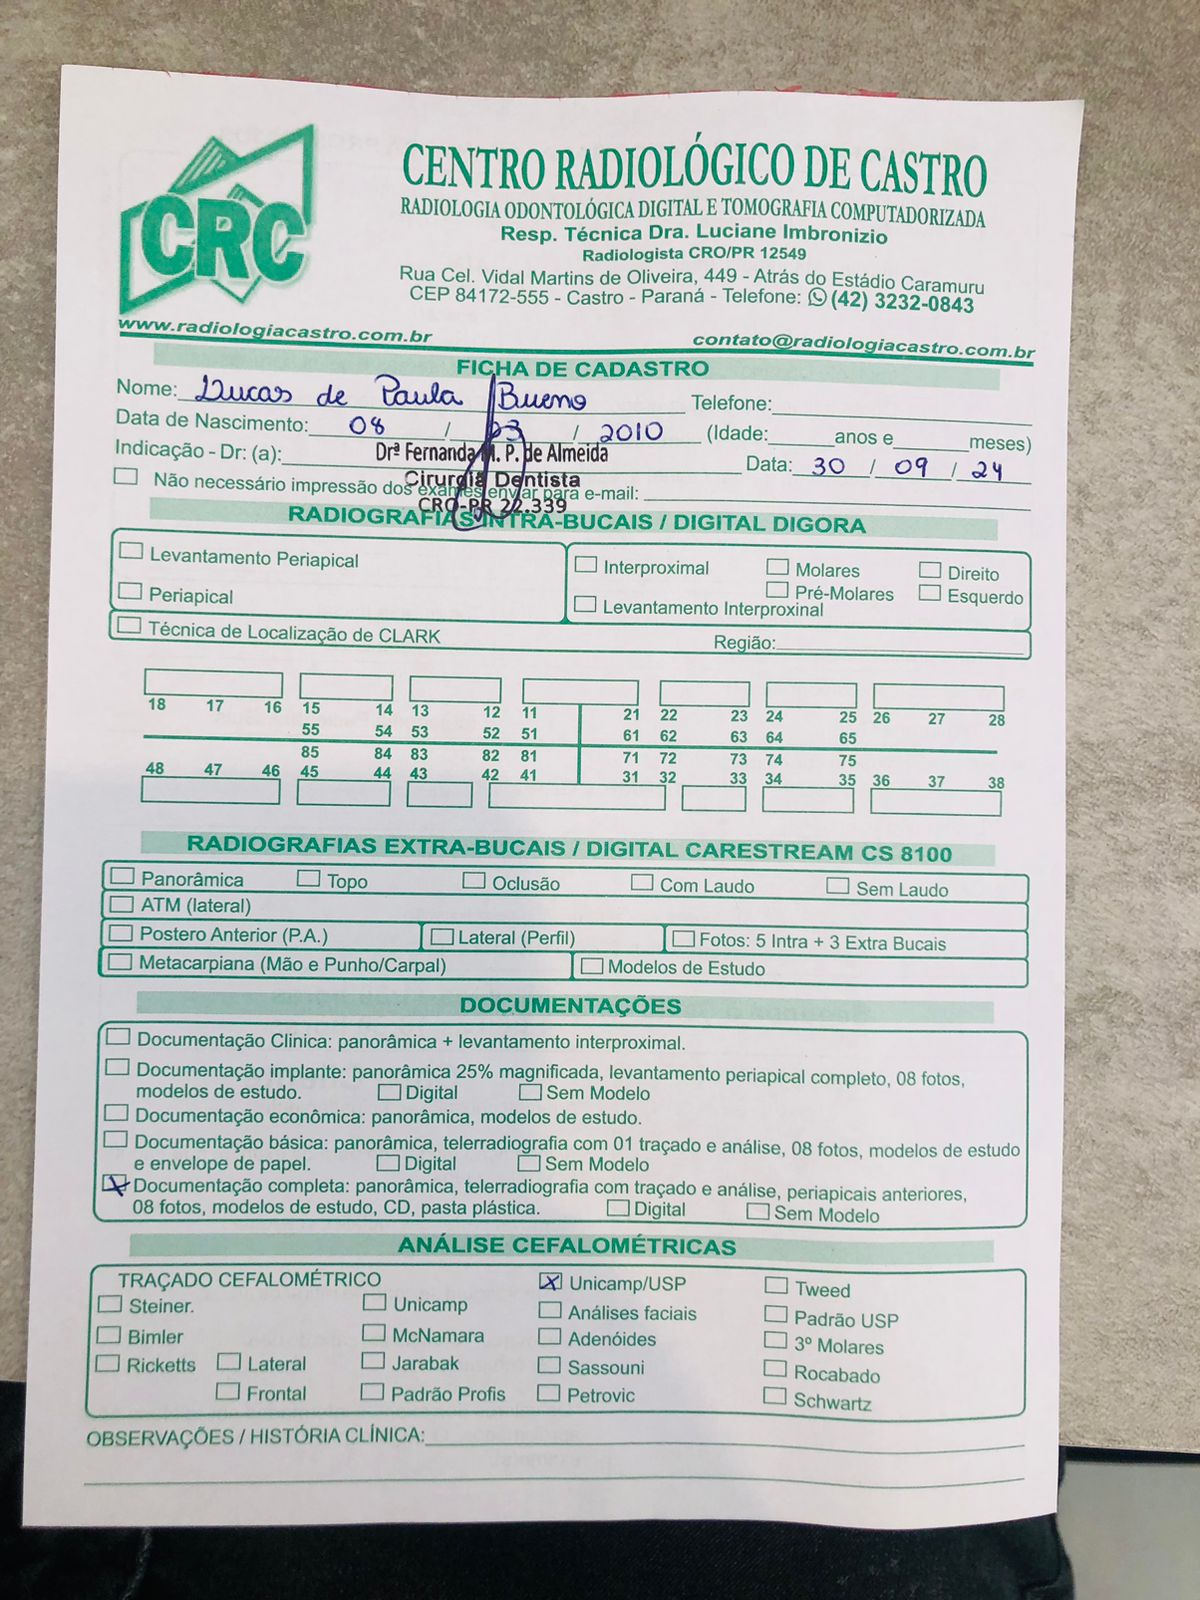 CRC
CENTRO RADIOLÓGICO DE CASTRO
RADIOLOGIA ODONTOLÓGICA DIGITAL E TOMOGRAFIA COMPUTADORIZADA
Resp. Técnica Dra. Luciane Imbronizio
Radiologista CRO/PR 12549
Rua Cel. Vidal Martins de Oliveira, 449 - Atrás do Estádio Caramuru
CEP 84172-555 - Castro - Paraná - Telefone: (42) 3232-0843
www.radiologiacastro.com.br contato@radiologiacastro.com.br
FICHA DE CADASTRO
Nome: Lucas de Paula Bueno Telefone:
Data de Nascimento: 08 / 03 / 2010 (Idade: anos e meses)
Indicação - Dr: (a): Drª Fernanda M. P. de Almeida Data: 30 / 09 / 24
Cirurgiã Dentista
Não necessário impressão dos exames enviar para e-mail:
CRO-PR 22.339
RADIOGRAFIAS INTRA-BUCAIS / DIGITAL DIGORA
Levantamento Periapical Interproximal Molares Direito
Periapical Levantamento Interproxinal Pré-Molares Esquerdo
Técnica de Localização de CLARK Região:
18 17 16 15 14 13 12 11 21 22 23 24 25 26 27 28
55 54 53 52 51 61 62 63 64 65
85 84 83 82 81 71 72 73 74 75
48 47 46 45 44 43 42 41 31 32 33 34 35 36 37 38
RADIOGRAFIAS EXTRA-BUCAIS / DIGITAL CARESTREAM CS 8100
Panorâmica Topo Oclusão Com Laudo Sem Laudo
ATM (lateral)
Postero Anterior (P.A.) Lateral (Perfil) Fotos: 5 Intra + 3 Extra Bucais
Metacarpiana (Mão e Punho/Carpal) Modelos de Estudo
DOCUMENTAÇÕES
Documentação Clinica: panorâmica + levantamento interproximal.
Documentação implante: panorâmica 25% magnificada, levantamento periapical completo, 08 fotos,
modelos de estudo. Digital Sem Modelo
Documentação econômica: panorâmica, modelos de estudo.
Documentação básica: panorâmica, telerradiografia com 01 traçado e análise, 08 fotos, modelos de estudo
e envelope de papel. Digital Sem Modelo
X Documentação completa: panorâmica, telerradiografia com traçado e análise, periapicais anteriores,
08 fotos, modelos de estudo, CD, pasta plástica. Digital Sem Modelo
ANÁLISE CEFALOMÉTRICAS
TRAÇADO CEFALOMÉTRICO X Unicamp/USP Tweed
Steiner. Unicamp Análises faciais Padrão USP
Bimler McNamara Adenóides 3º Molares
Ricketts Lateral Jarabak Sassouni Rocabado
Frontal Padrão Profis Petrovic Schwartz
OBSERVAÇÕES / HISTÓRIA CLÍNICA: